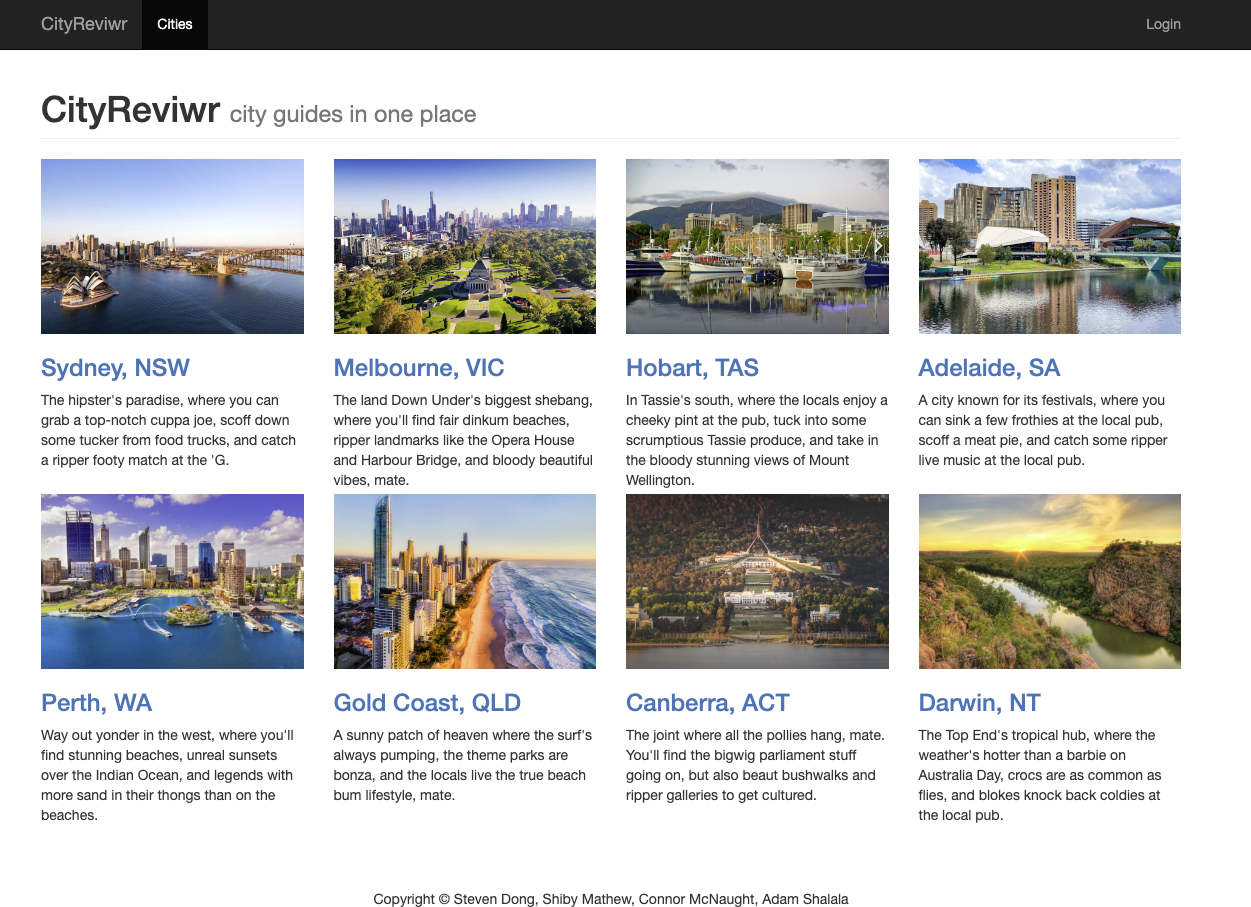 CityReviwr Cities Login
CityReviwr city guides in one place
Sydney, NSW
The hipster's paradise, where you can
grab a top-notch cuppa joe, scoff down
some tucker from food trucks, and catch
a ripper footy match at the 'G.
Melbourne, VIC
The land Down Under's biggest shebang,
where you'll find fair dinkum beaches,
ripper landmarks like the Opera House
and Harbour Bridge, and bloody beautiful
vibes, mate.
Hobart, TAS
In Tassie's south, where the locals enjoy a
cheeky pint at the pub, tuck into some
scrumptious Tassie produce, and take in
the bloody stunning views of Mount
Wellington.
Adelaide, SA
A city known for its festivals, where you
can sink a few frothies at the local pub,
scoff a meat pie, and catch some ripper
live music at the local pub.
Perth, WA
Way out yonder in the west, where you'll
find stunning beaches, unreal sunsets
over the Indian Ocean, and legends with
more sand in their thongs than on the
beaches.
Gold Coast, QLD
A sunny patch of heaven where the surf's
always pumping, the theme parks are
bonza, and the locals live the true beach
bum lifestyle, mate.
Canberra, ACT
The joint where all the pollies hang, mate.
You'll find the bigwig parliament stuff
going on, but also beaut bushwalks and
ripper galleries to get cultured.
Darwin, NT
The Top End's tropical hub, where the
weather's hotter than a barbie on
Australia Day, crocs are as common as
flies, and blokes knock back coldies at
the local pub.
Copyright © Steven Dong, Shiby Mathew, Connor McNaught, Adam Shalala